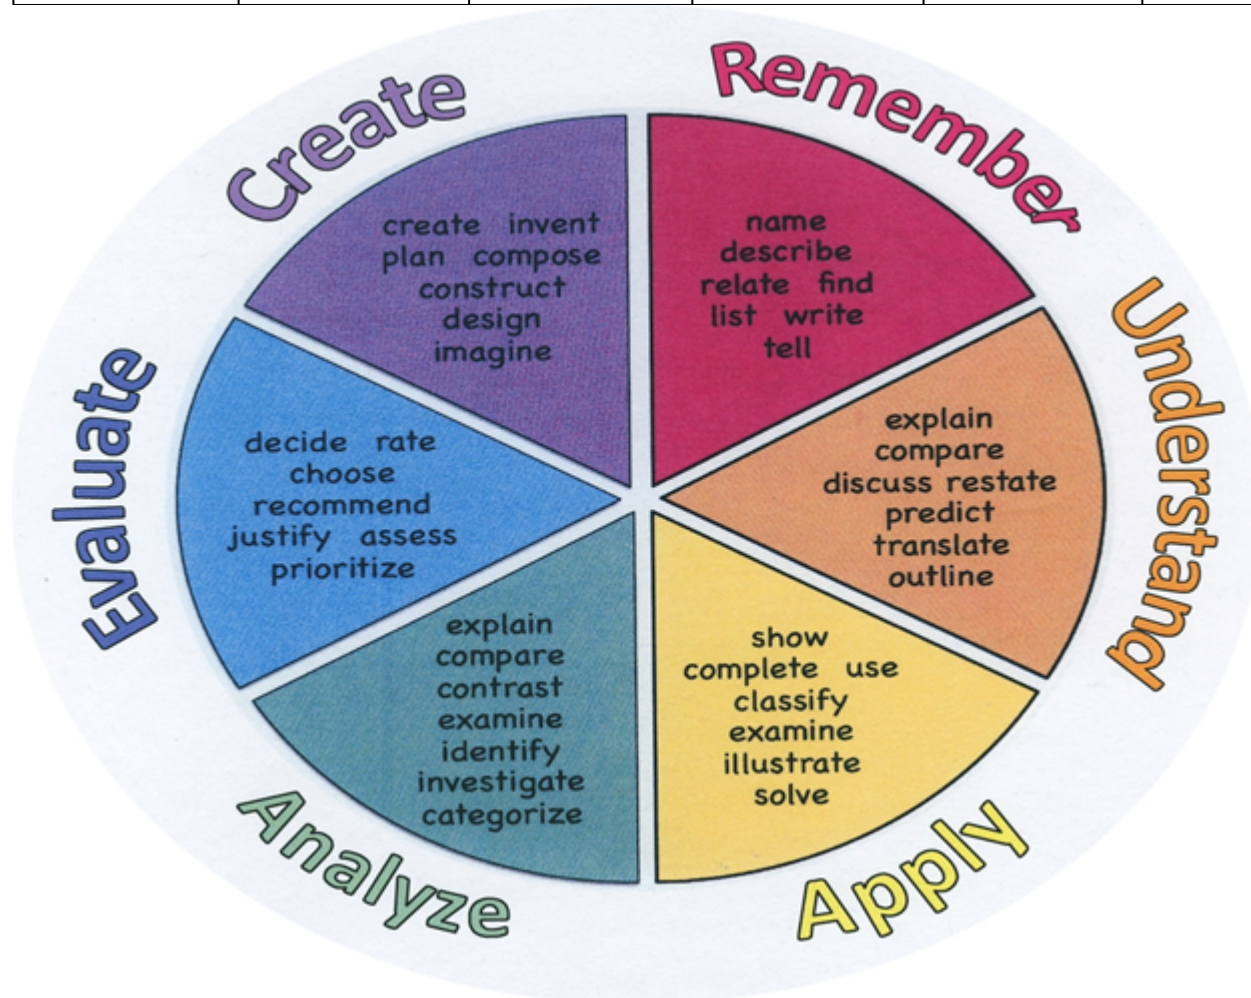 Remember
name
describe
relate find
list write
tell
Understand
explain
compare
discuss restate
predict
translate
outline
Apply
show
complete use
classify
examine
illustrate
solve
Analyze
explain
compare
contrast
examine
identify
investigate
categorize
Evaluate
decide rate
choose
recommend
justify assess
prioritize
Create
create invent
plan compose
construct
design
imagine